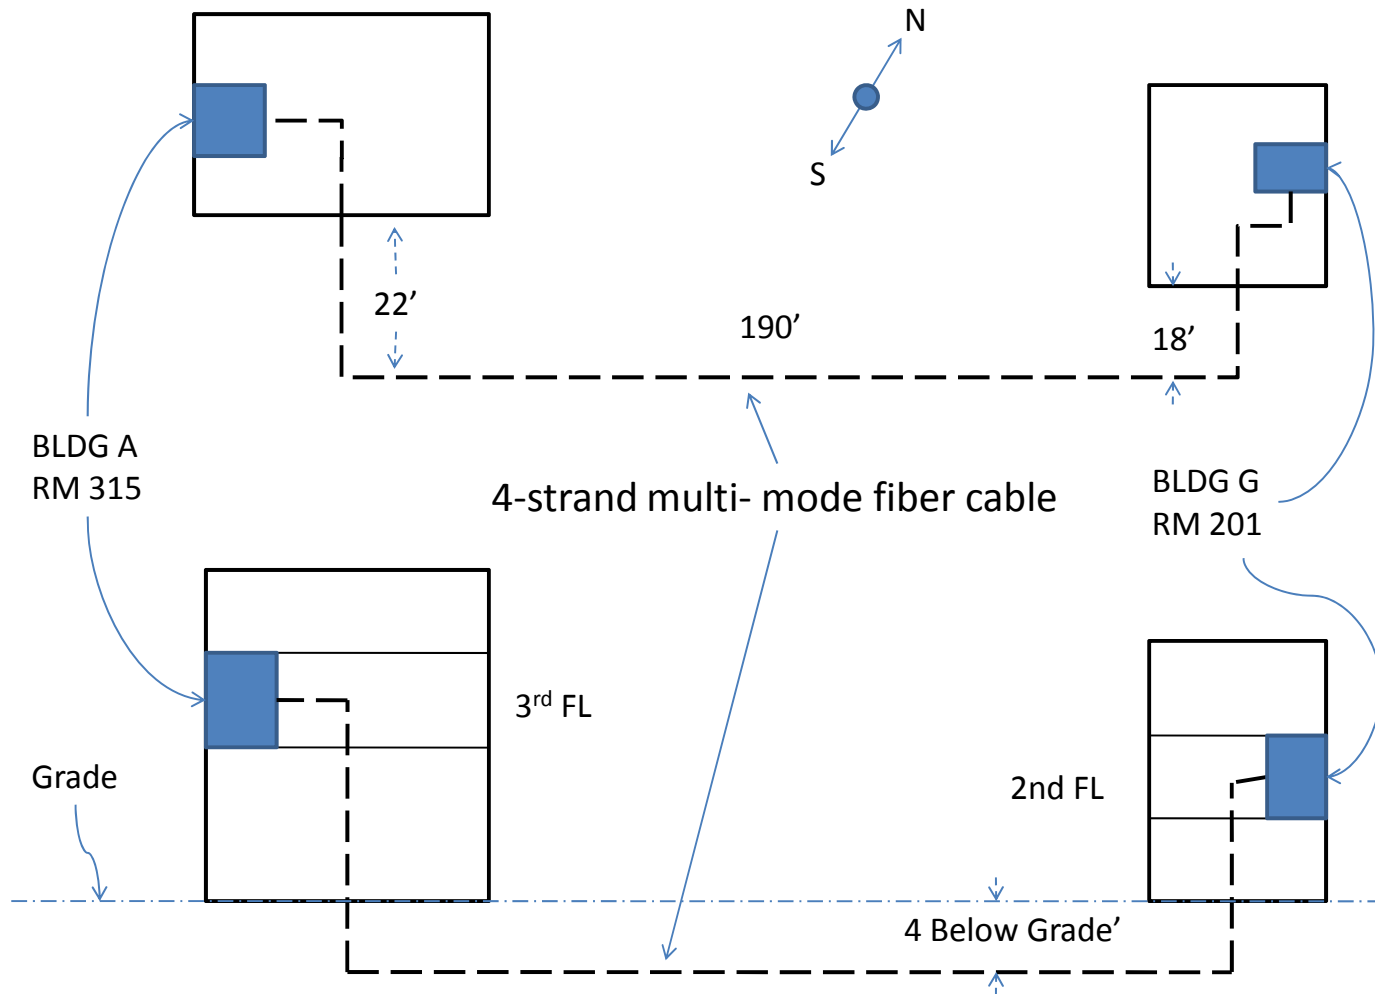 N
S
22’
190’
18’
BLDG A
RM 315
4-strand multi- mode fiber cable
BLDG G
RM 201
3rd FL
Grade
2nd FL
4 Below Grade’